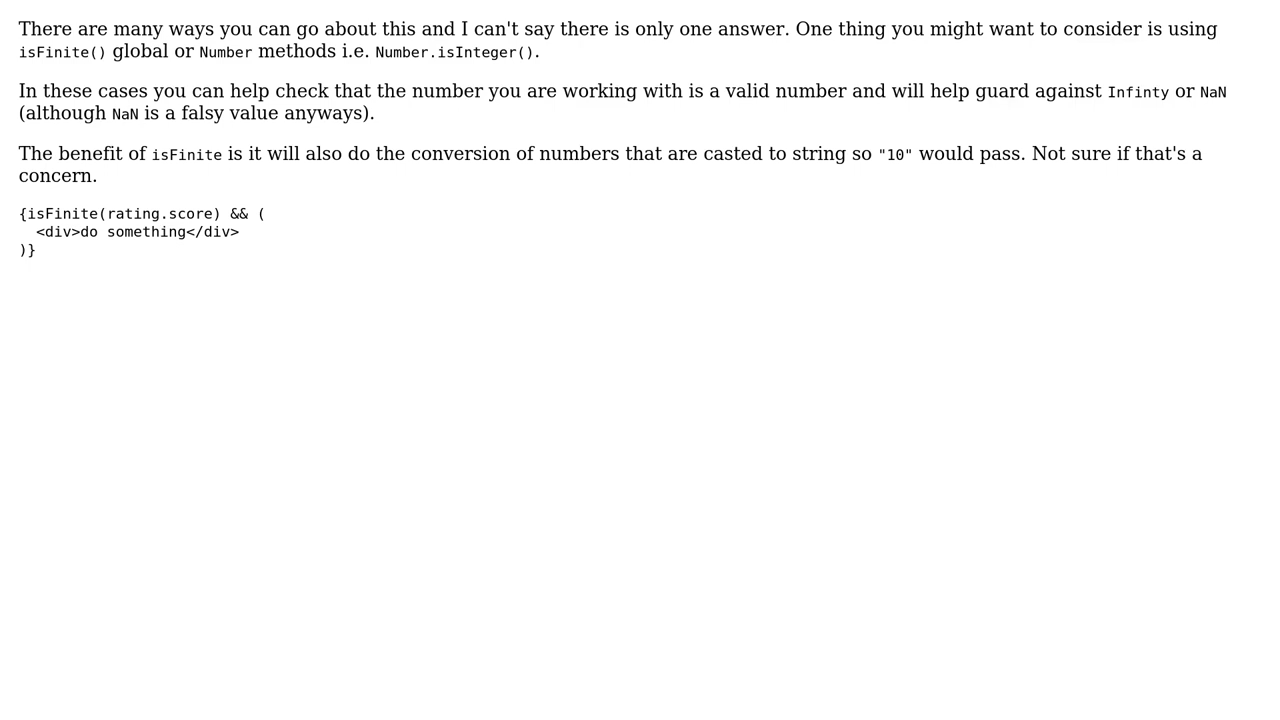 There are many ways you can go about this and I can't say there is only one answer. One thing you might want to consider is using
isFinite() global or Number methods i.e. Number.isInteger().
In these cases you can help check that the number you are working with is a valid number and will help guard against Infinty or NaN
(although NaN is a falsy value anyways).
The benefit of isFinite is it will also do the conversion of numbers that are casted to string so "10" would pass. Not sure if that's a
concern.
{isFinite(rating.score) && (
  <div>do something</div>
)}